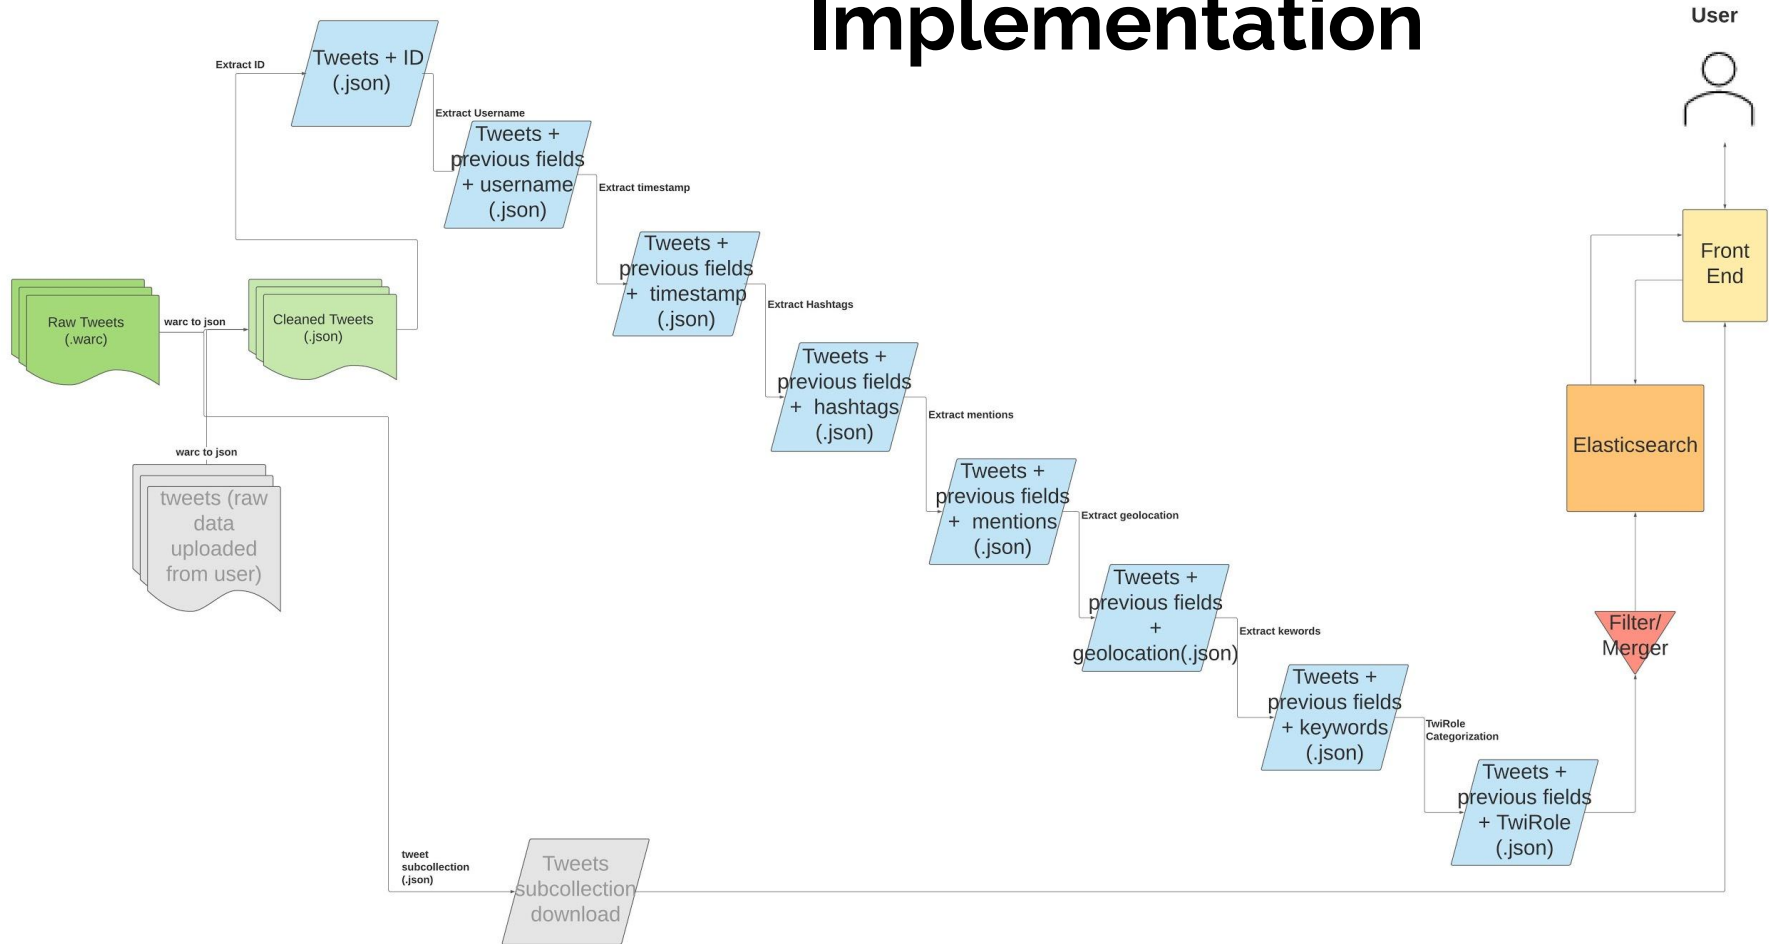 Implementation
User
Extract ID
Tweets + ID
(.json)
Extract Username
Tweets +
previous fields
+ username
(.json)
Extract timestamp
Tweets +
previous fields
+ timestamp
(.json)
Extract Hashtags
Tweets +
previous fields
+ hashtags
(.json)
Extract mentions
Tweets +
previous fields
+ mentions
(.json)
Extract geolocation
Tweets +
previous fields
+
geolocation(.json)
Extract kewords
Tweets +
previous fields
+ keywords
(.json)
TwiRole
Categorization
Tweets +
previous fields
+ TwiRole
(.json)
Raw Tweets
(.warc)
warc to json
Cleaned Tweets
(.json)
warc to json
tweets (raw
data
uploaded
from user)
tweet
subcollection
(.json)
Tweets
subcollection
download
Filter/
Merger
Elasticsearch
Front
End